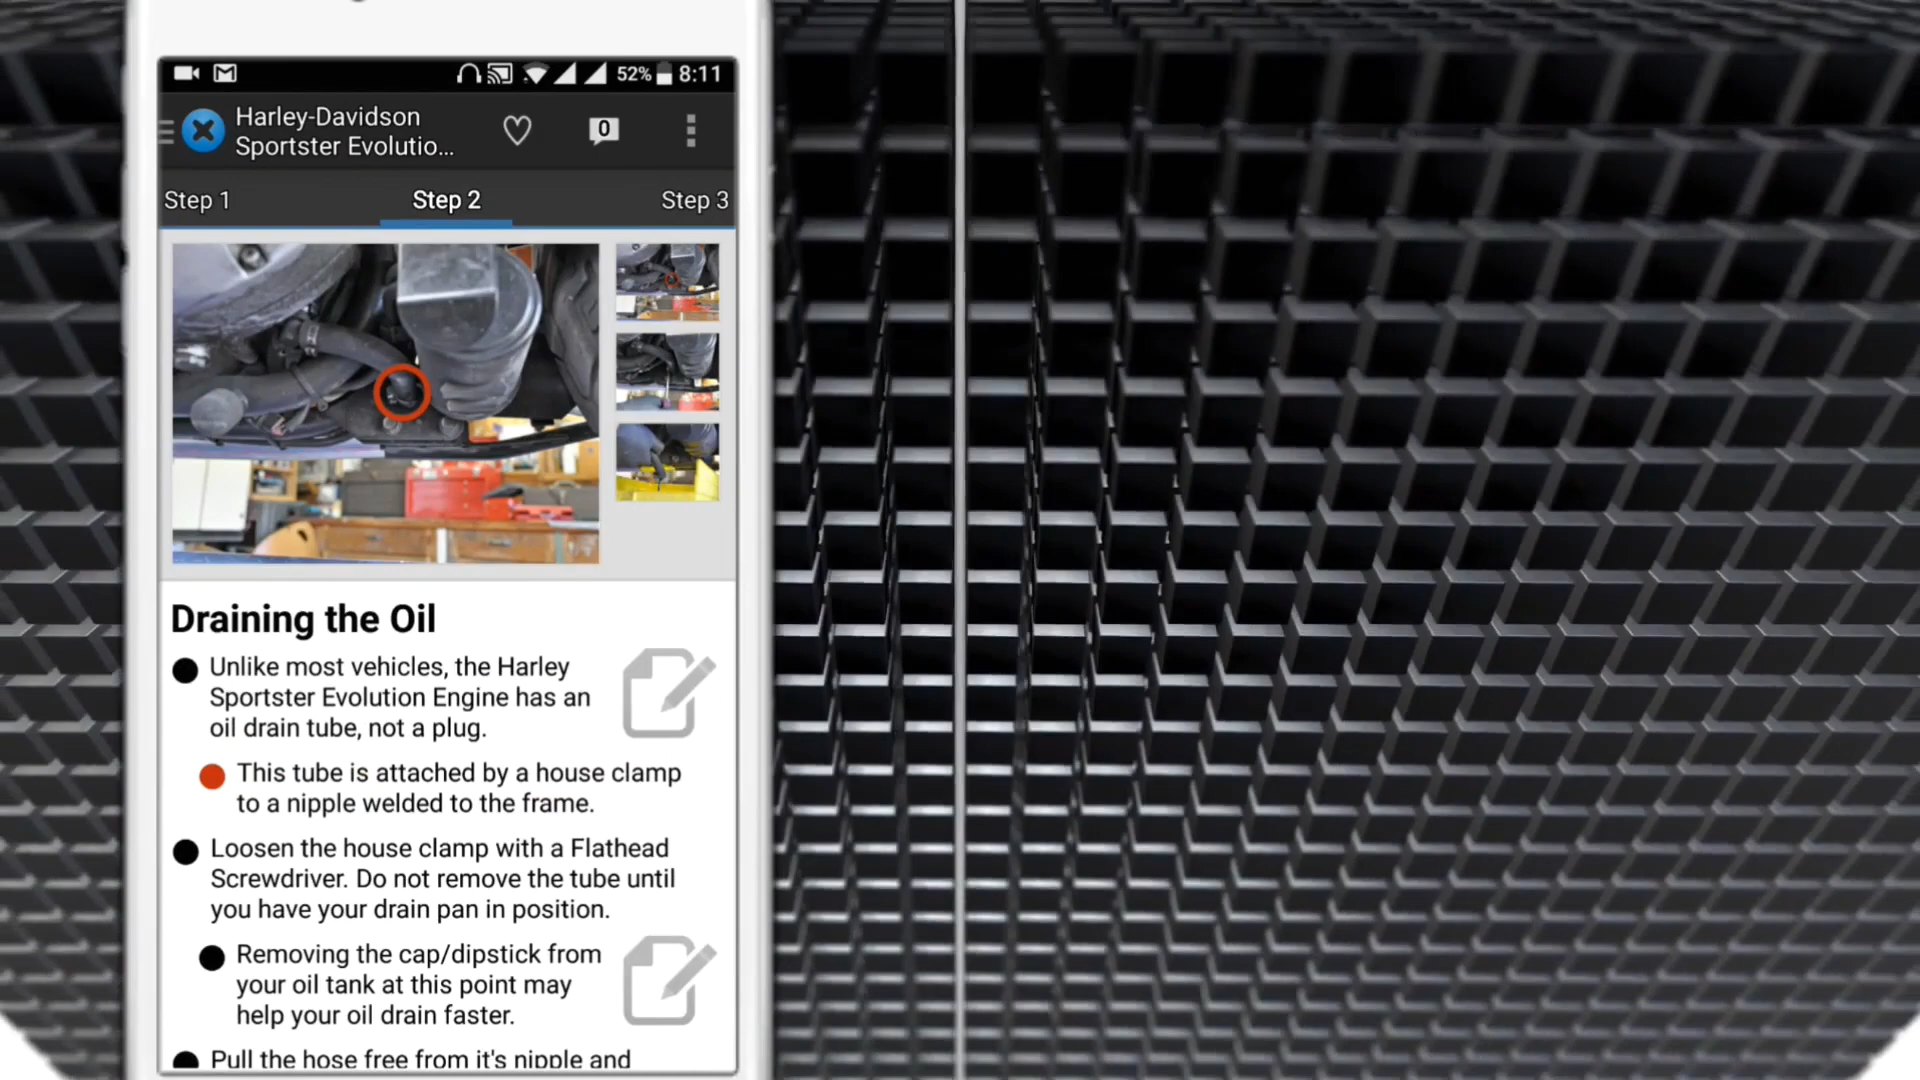 52% 8:11
Harley-Davidson
Sportster Evolutio...
0
Step 1 Step 2 Step 3
Draining the Oil
Unlike most vehicles, the Harley
Sportster Evolution Engine has an
oil drain tube, not a plug.
This tube is attached by a house clamp
to a nipple welded to the frame.
Loosen the house clamp with a Flathead
Screwdriver. Do not remove the tube until
you have your drain pan in position.
Removing the cap/dipstick from
your oil tank at this point may
help your oil drain faster.
Pull the hose free from it's nipple and